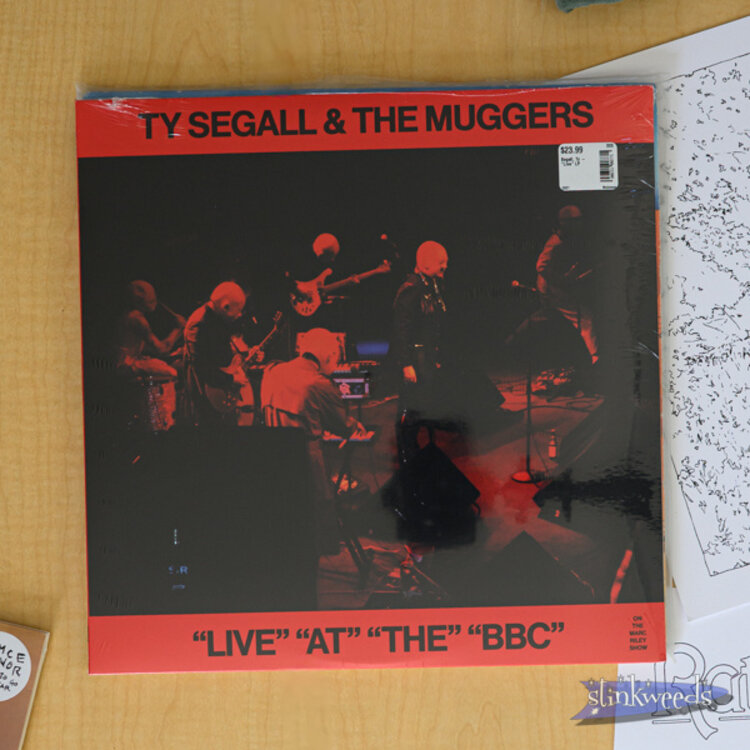 TY SEGALL & THE MUGGERS
$23.99
"LIVE" "AT" "THE" "BBC"
ON
THE
MARC
RILEY
SHOW
stinkweeds